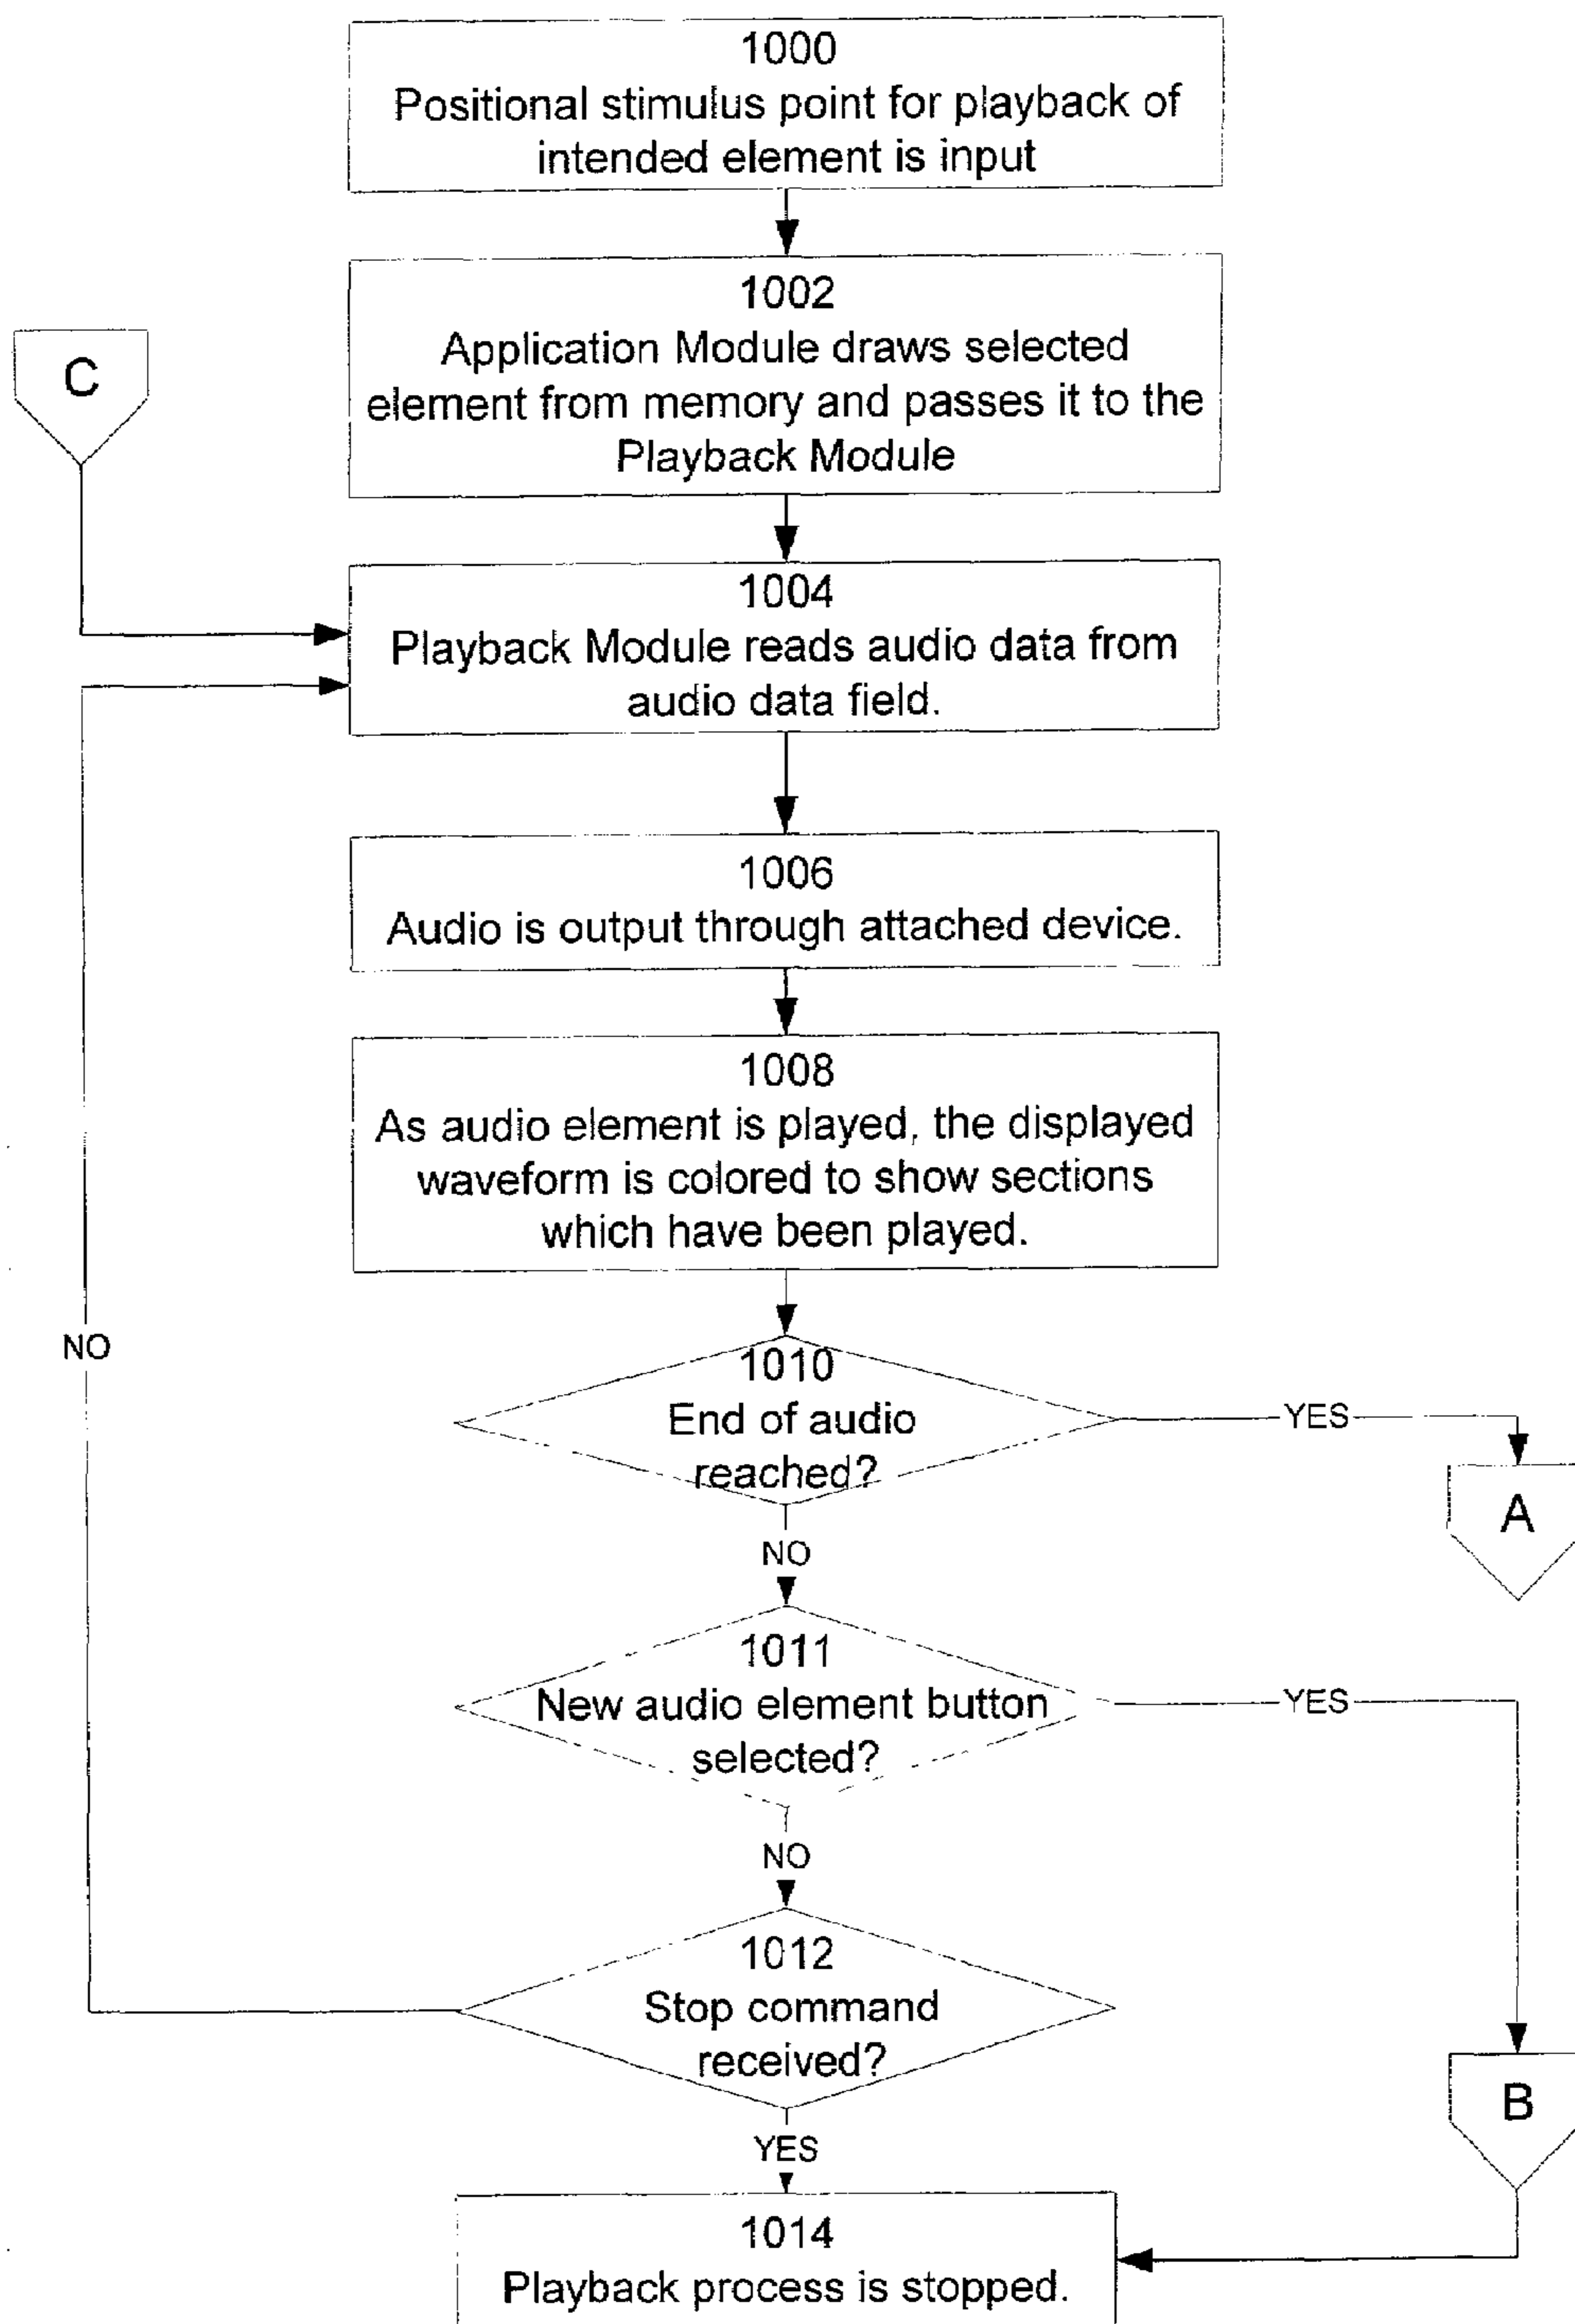 1000
Positional stimulus point for playback of
intended element is input
1002
Application Module draws selected
element from memory and passes it to the
Playback Module
C
1004
Playback Module reads audio data from
audio data field.
1006
Audio is output through attached device.
1008
As audio element is played, the displayed
waveform is colored to show sections
which have been played.
NO
1010
End of audio
reached?
YES
A
NO
1011
New audio element button
selected?
YES
NO
1012
Stop command
received?
B
YES
1014
Playback process is stopped.